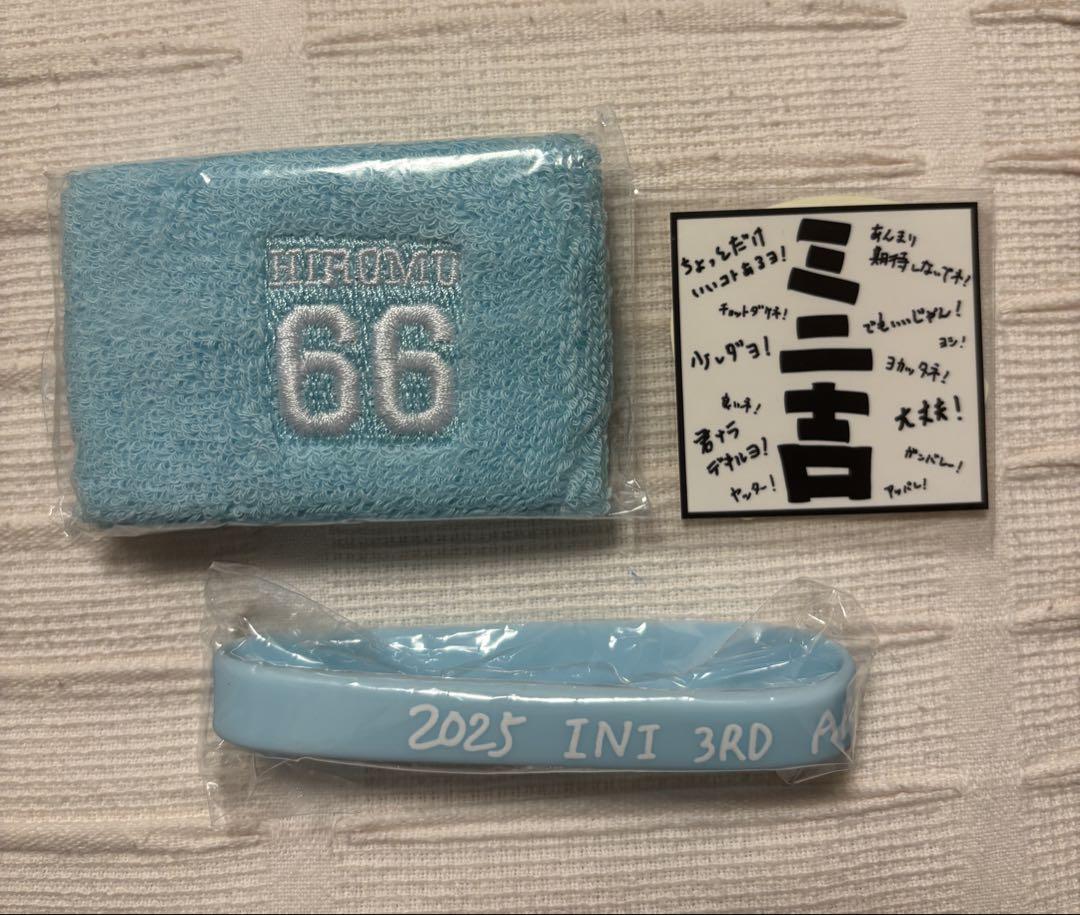 HIROMU
66
ミニ吉
ちょっとだけ
いいコトあるヨ!
チョットダケネ!
良いネ!
君ナラ
デキルヨ!
ヤッター!
あんまり
期待しないでネ!
でもいいじゃん!
ヨシ!
ヨカッタネ!
大丈夫!
ガンバレー!
アッパレ!
2025 INI 3RD